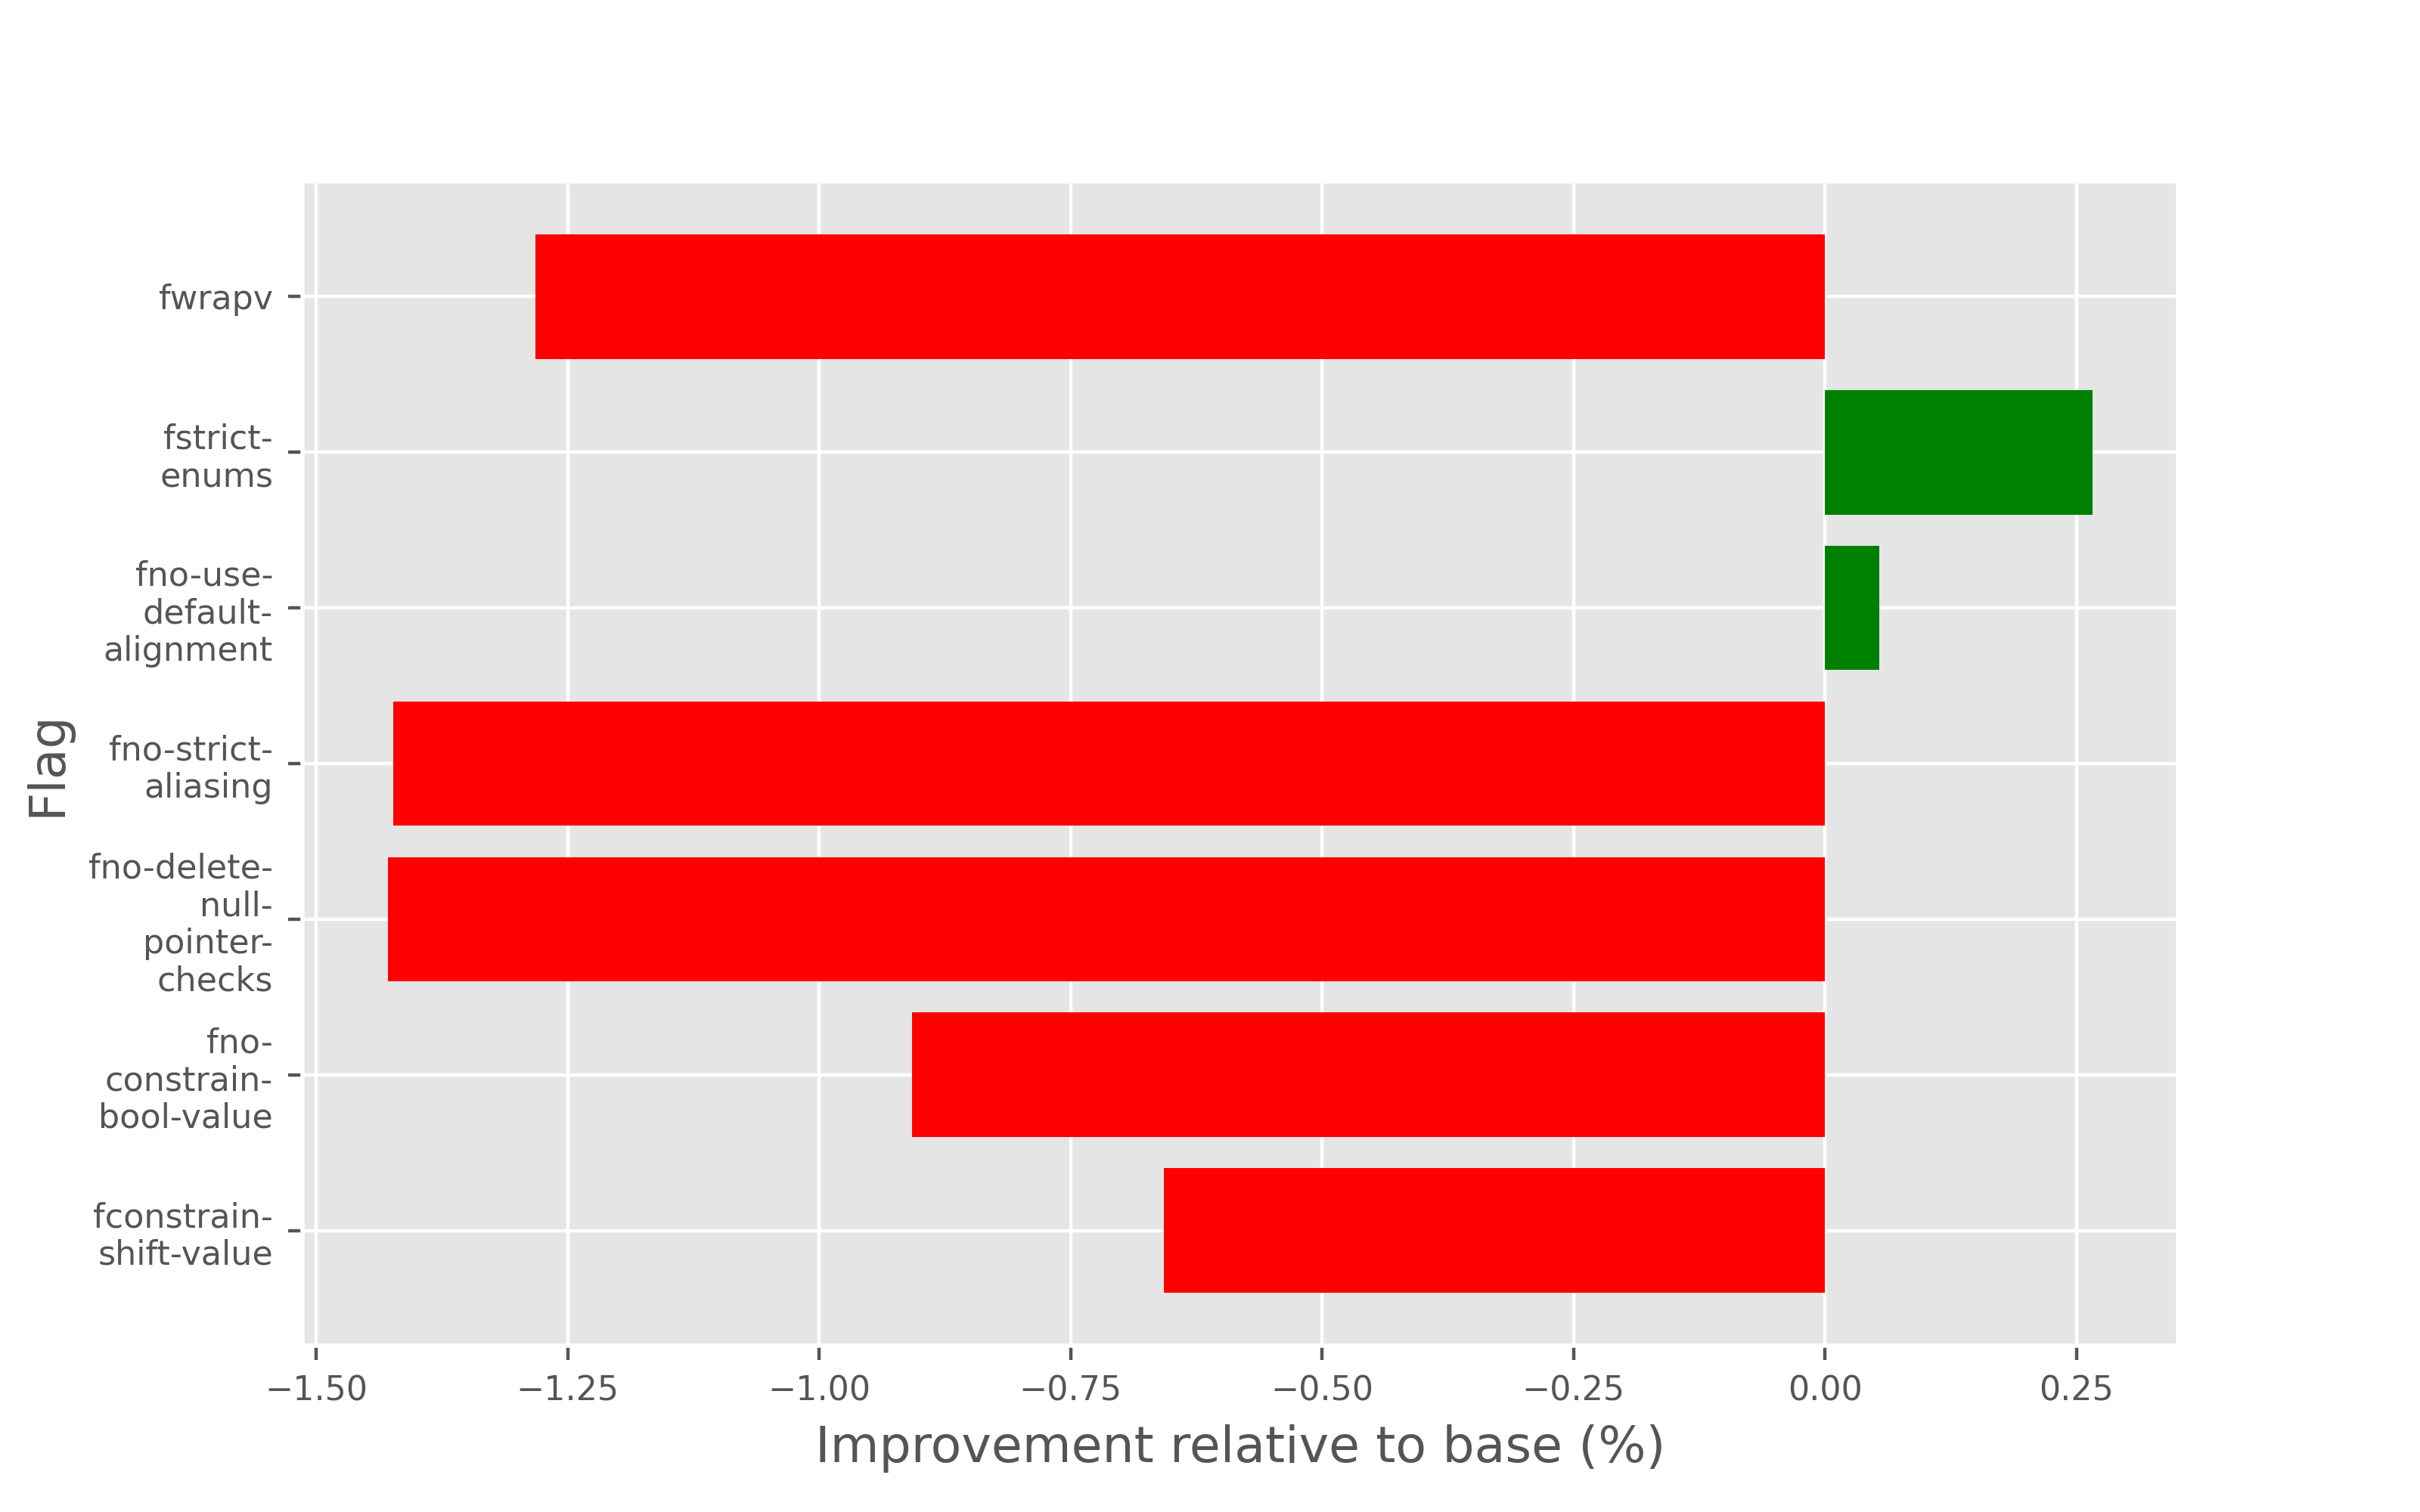 fwrapv
fstrict-
enums
fno-use-
default-
alignment
fno-strict-
aliasing
fno-delete-
null-
pointer-
checks
fno-
constrain-
bool-value
fconstrain-
shift-value
Flag
−1.50 −1.25 −1.00 −0.75 −0.50 −0.25 0.00 0.25
Improvement relative to base (%)